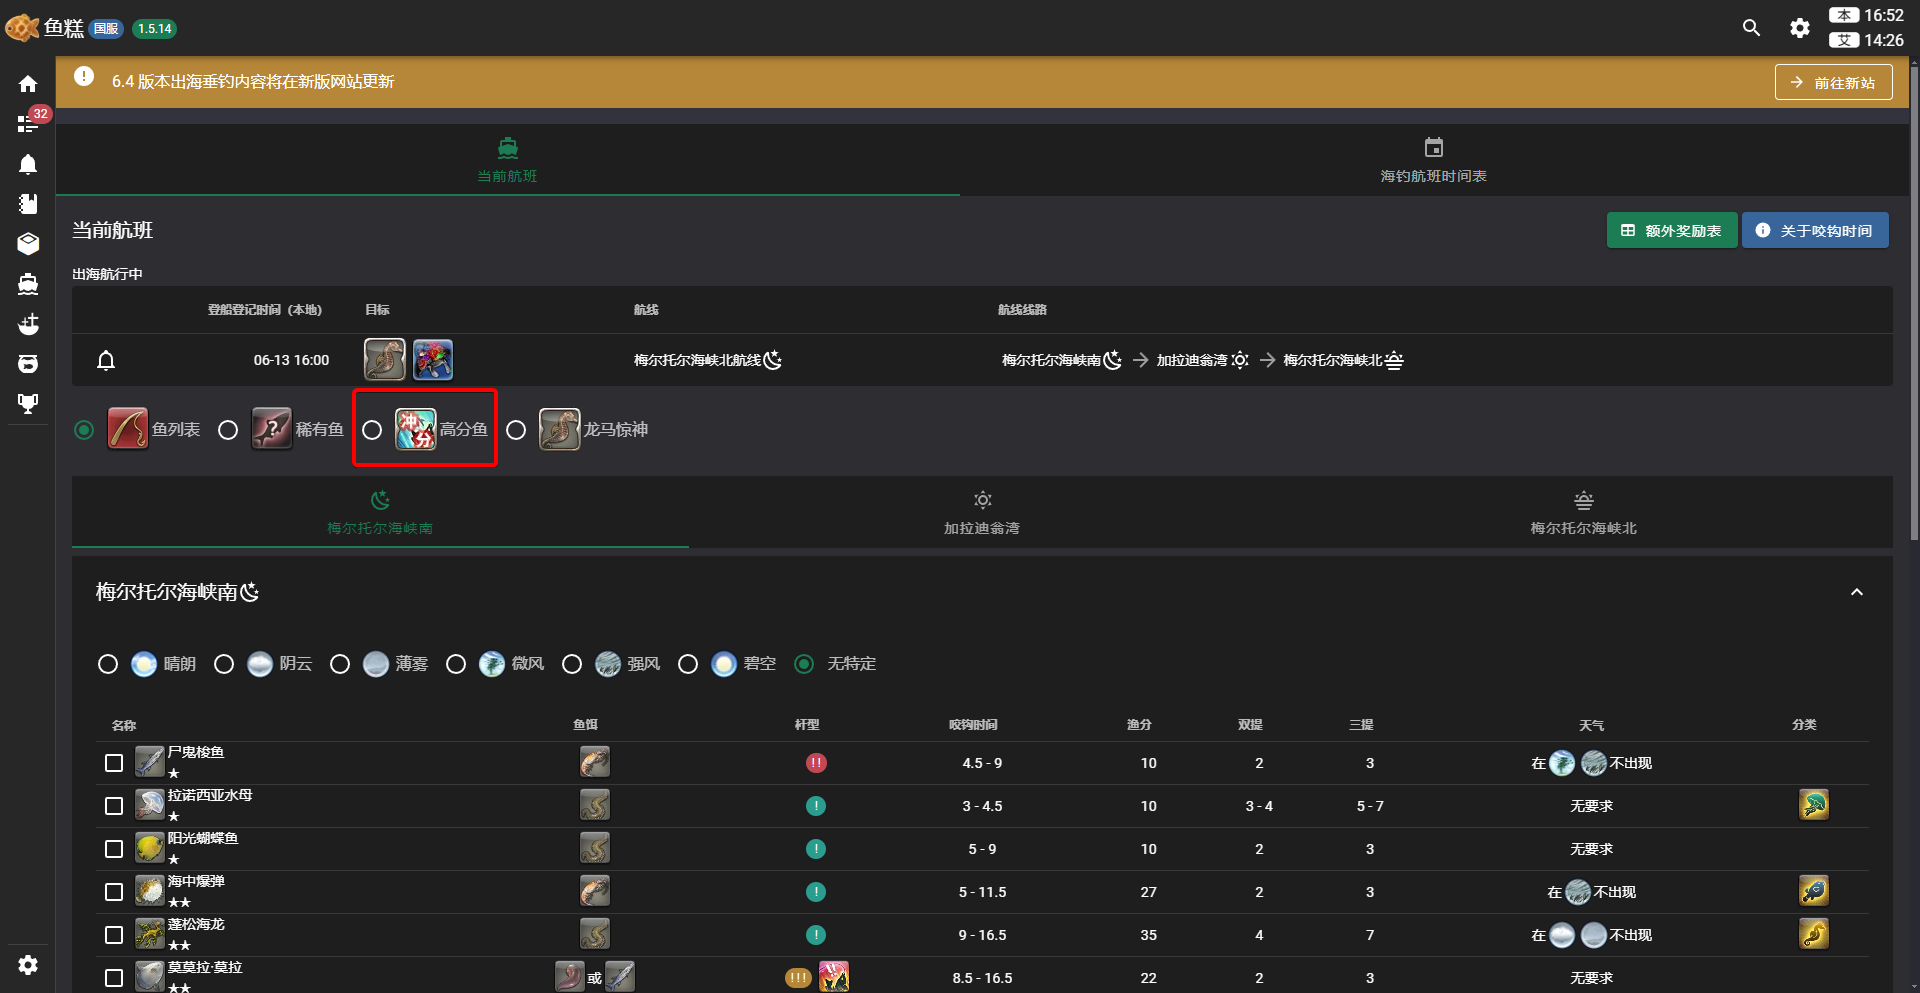 鱼糕 国服 1.5.14
本 16:52
艾 14:26
32
6.4 版本出海垂钓内容将在新版网站更新
前往新站
当前航班 海钓航班时间表
当前航班
额外奖励表 关于咬钩时间
出海航行中
登船登记时间（本地) 目标 航线 航线线路
06-13 16:00 梅尔托尔海峡北航线 梅尔托尔海峡南 → 加拉迪翁湾 → 梅尔托尔海峡北
鱼列表 ? 稀有鱼 冲分 高分鱼 龙马惊神
梅尔托尔海峡南 加拉迪翁湾 梅尔托尔海峡北
梅尔托尔海峡南
晴朗 阴云 薄雾 微风 强风 碧空 无特定
名称 鱼饵 杆型 咬钩时间 渔分 双提 三提 天气 分类
尸鬼梭鱼
★ !! 4.5 - 9 10 2 3 在 不出现
拉诺西亚水母
★ ! 3 - 4.5 10 3 - 4 5 - 7 无要求
阳光蝴蝶鱼
★ ! 5 - 9 10 2 3 无要求
海中爆弹
★★ ! 5 - 11.5 27 2 3 在 不出现
蓬松海龙
★★ ! 9 - 16.5 35 4 7 在 不出现
莫莫拉·莫拉
★★ 或 !!! 8.5 - 16.5 22 2 3 无要求